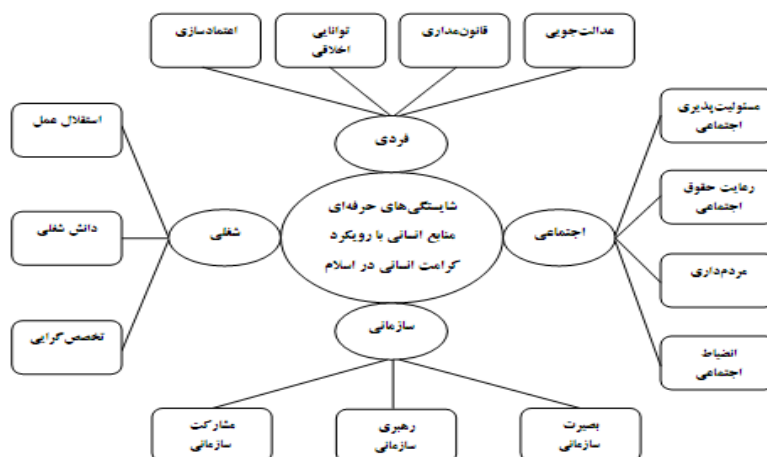 عدالت‌جویی
قانون‌مداری
توانایی
اخلاقی
اعتمادسازی
فردی
مسئولیت‌پذیری
اجتماعی
رعایت حقوق
اجتماعی
مردم‌داری
انضباط
اجتماعی
اجتماعی
شایستگی‌های حرفه‌ای
منابع انسانی با رویکرد
کرامت انسانی در اسلام
شغلی
استقلال عمل
دانش شغلی
تخصص‌گرایی
سازمانی
بصیرت
سازمانی
رهبری
سازمانی
مشارکت
سازمانی